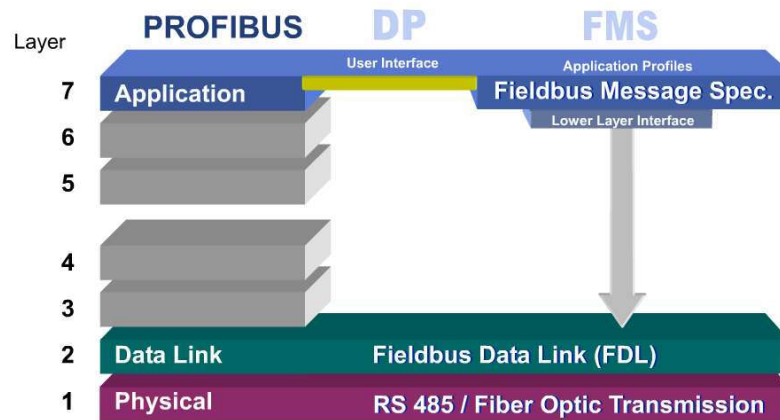 PROFIBUS DP FMS
Layer
User Interface Application Profiles
7 Application Fieldbus Message Spec.
Lower Layer Interface
6
5
4
3
2 Data Link Fieldbus Data Link (FDL)
1 Physical RS 485 / Fiber Optic Transmission